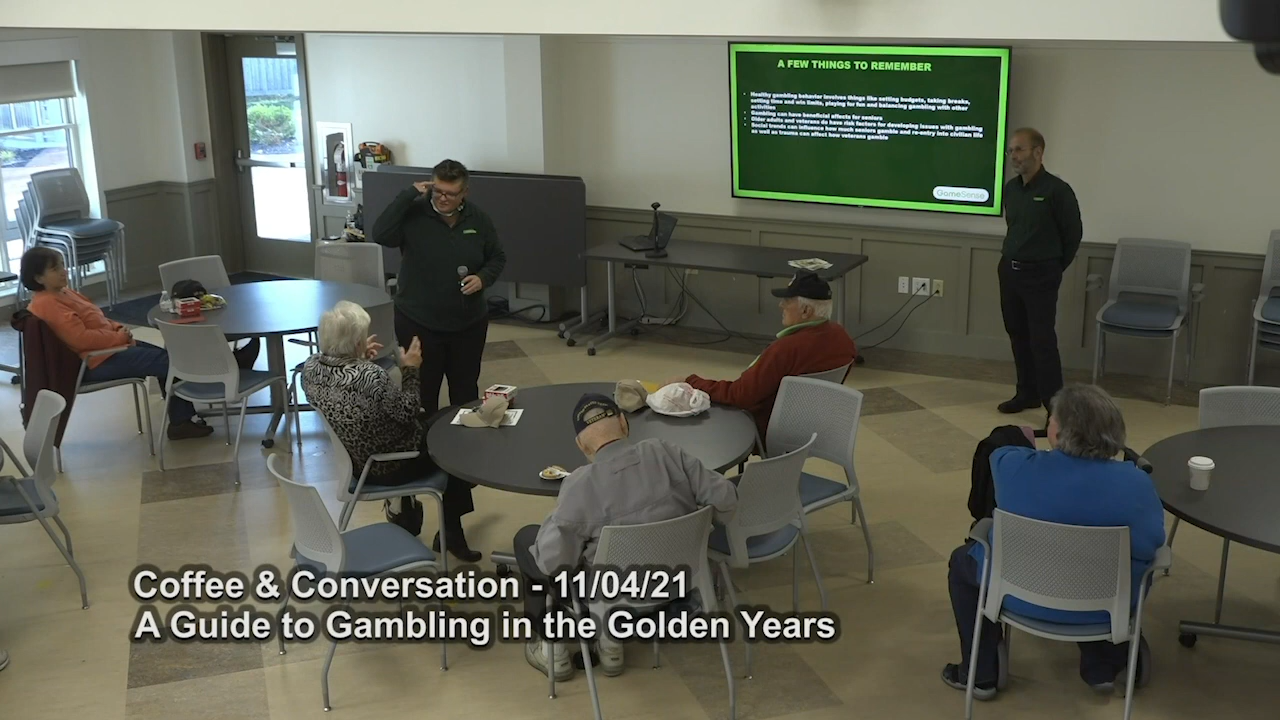 A FEW THINGS TO REMEMBER
Healthy gambling behavior involves things like setting budgets, taking breaks,
setting time and win limits, playing for fun and balancing gambling with other
activities
Gambling can have beneficial affects for seniors
Older adults and veterans do have risk factors for developing issues with gambling
Social trends can influence how much seniors gamble and re-entry into civilian life
as well as trauma can affect how veterans gamble
GameSense
Coffee & Conversation - 11/04/21
A Guide to Gambling in the Golden Years